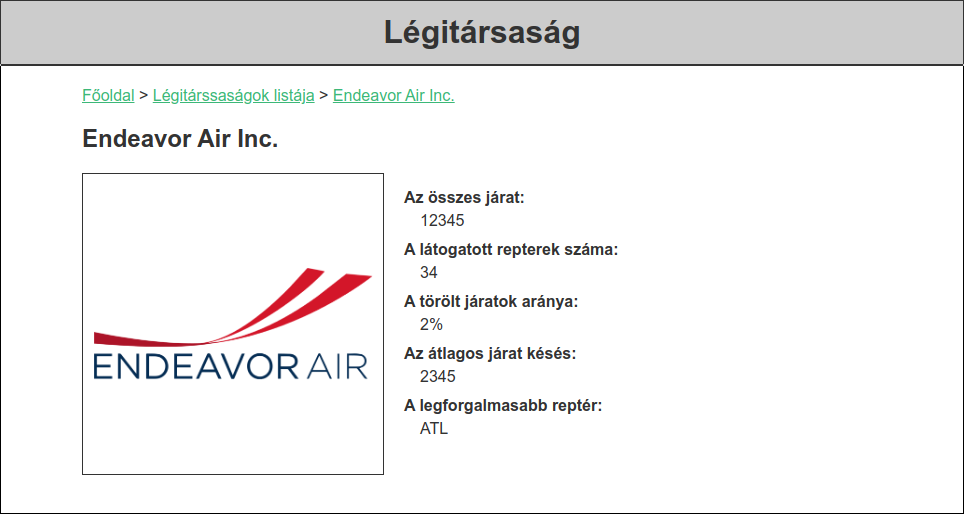 Légitársaság
Főoldal > Légitárssaságok listája > Endeavor Air Inc.
Endeavor Air Inc.
ENDEAVOR AIR
Az összes járat:
12345
A látogatott repterek száma:
34
A törölt járatok aránya:
2%
Az átlagos járat késés:
2345
A legforgalmasabb reptér:
ATL